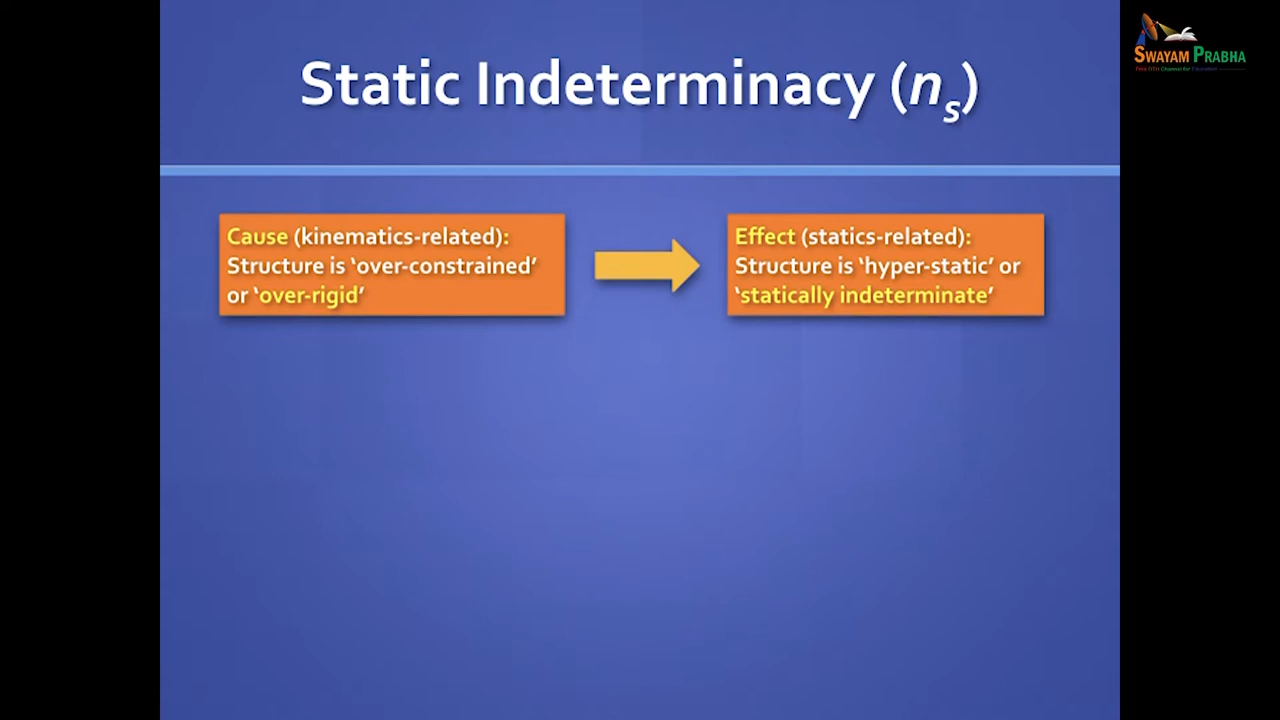 SWAYAM PRABHA
Static Indeterminacy (ns)
Cause (kinematics-related):
Structure is ‘over-constrained’
or ‘over-rigid’
Effect (statics-related):
Structure is ‘hyper-static’ or
‘statically indeterminate’